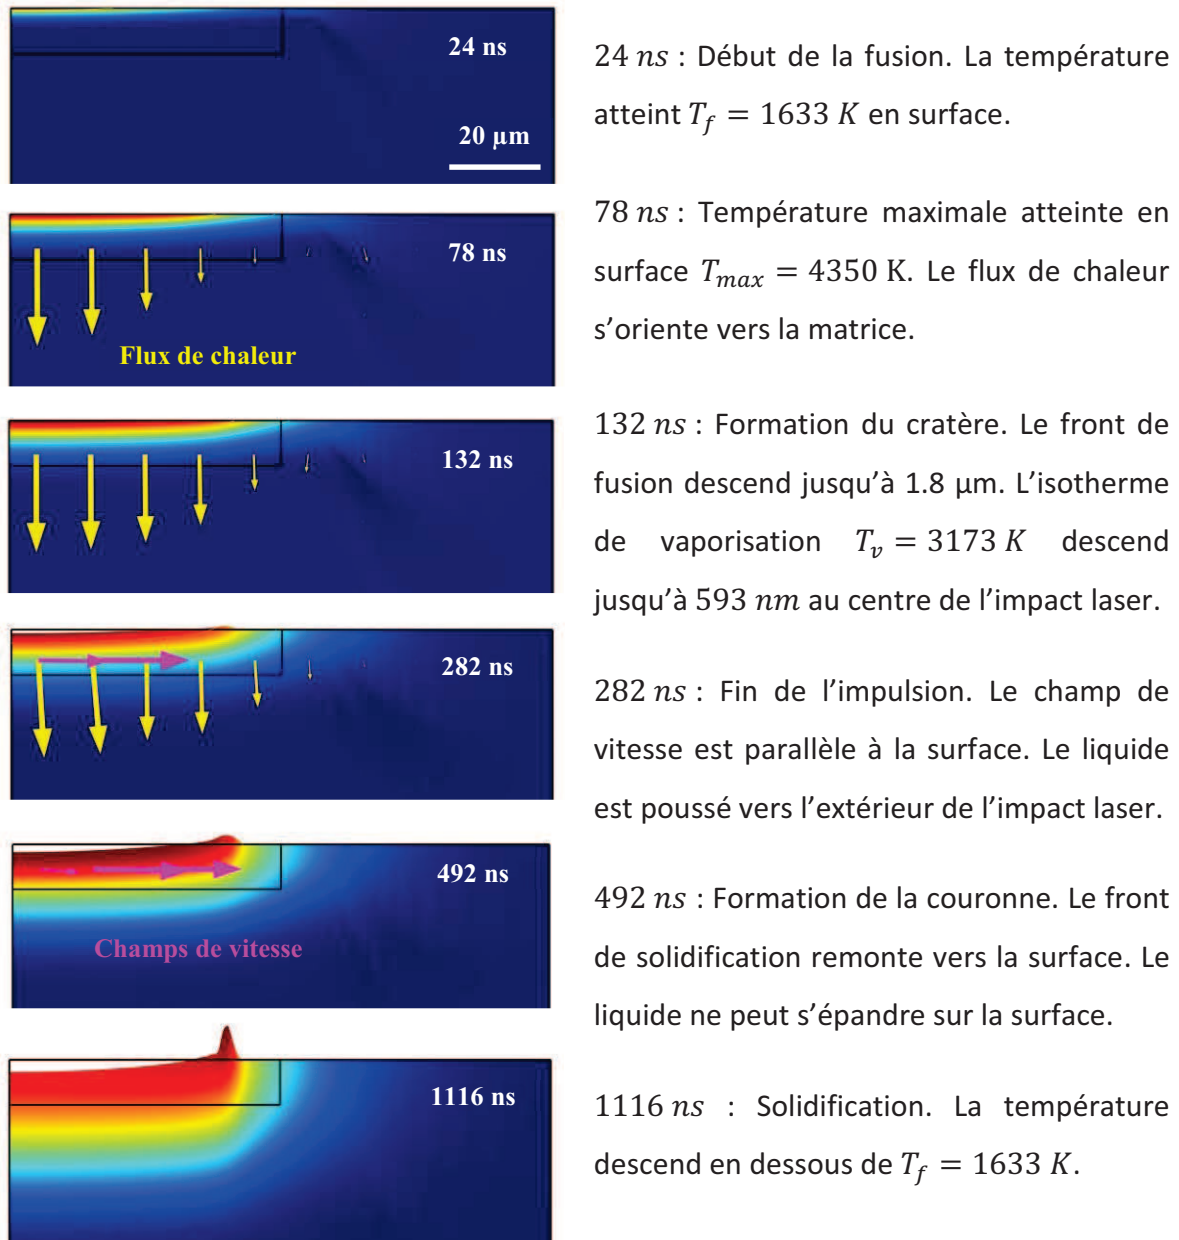 24 ns
20 µm
24 ns : Début de la fusion. La température
atteint T_f = 1633 K en surface.
78 ns
Flux de chaleur
78 ns : Température maximale atteinte en
surface T_max = 4350 K. Le flux de chaleur
s’oriente vers la matrice.
132 ns
132 ns : Formation du cratère. Le front de
fusion descend jusqu’à 1.8 µm. L’isotherme
de vaporisation T_v = 3173 K descend
jusqu’à 593 nm au centre de l’impact laser.
282 ns
282 ns : Fin de l’impulsion. Le champ de
vitesse est parallèle à la surface. Le liquide
est poussé vers l’extérieur de l’impact laser.
492 ns
Champs de vitesse
492 ns : Formation de la couronne. Le front
de solidification remonte vers la surface. Le
liquide ne peut s’épandre sur la surface.
1116 ns
1116 ns : Solidification. La température
descend en dessous de T_f = 1633 K.